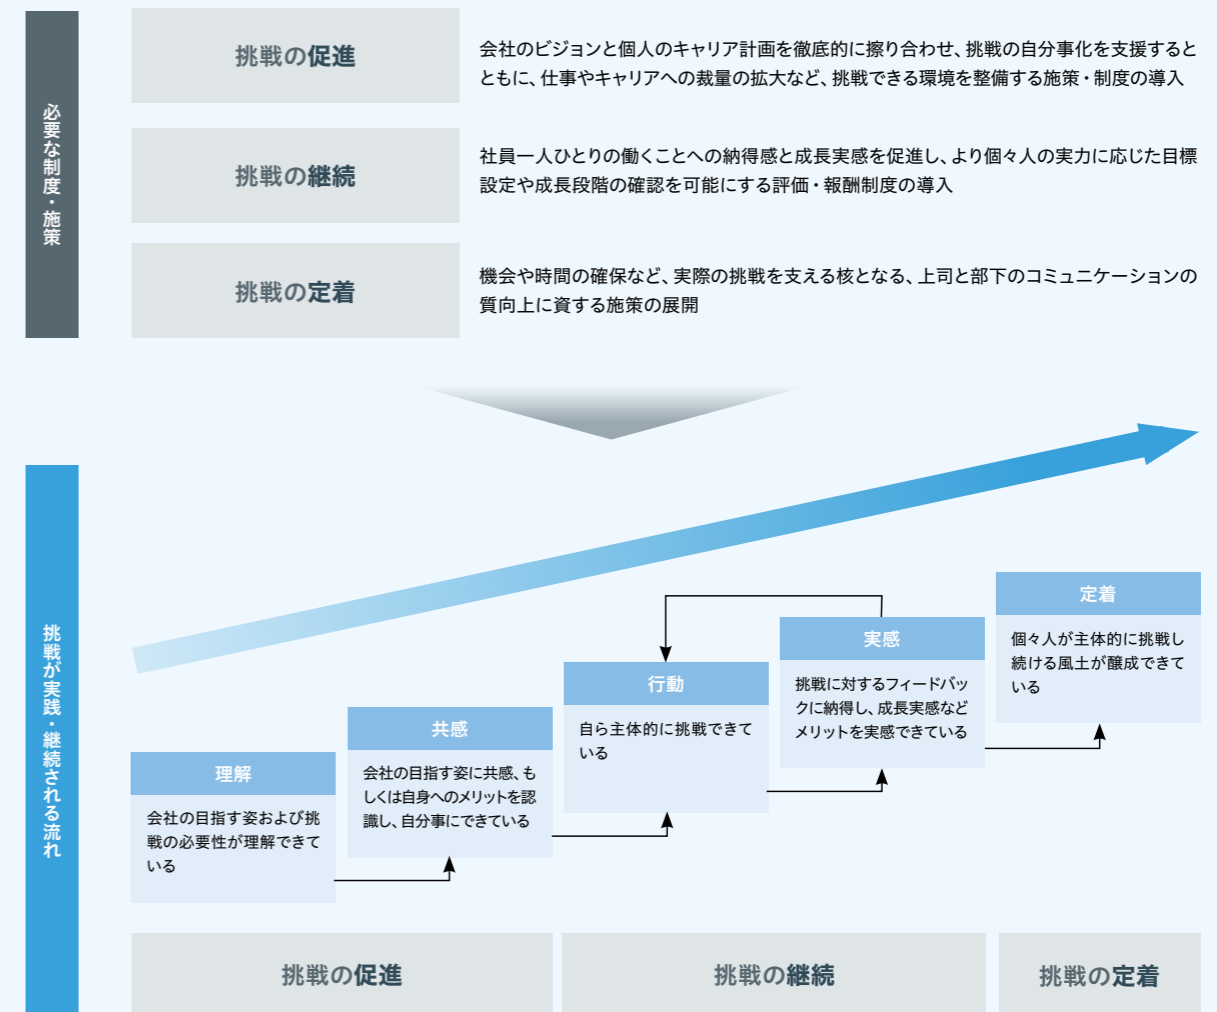 必要な制度・施策
挑戦の促進
会社のビジョンと個人のキャリア計画を徹底的に擦り合わせ、挑戦の自分事化を支援すると
ともに、仕事やキャリアへの裁量の拡大など、挑戦できる環境を整備する施策・制度の導入
挑戦の継続
社員一人ひとりの働くことへの納得感と成長実感を促進し、より個々人の実力に応じた目標
設定や成長段階の確認を可能にする評価・報酬制度の導入
挑戦の定着
機会や時間の確保など、実際の挑戦を支える核となる、上司と部下のコミュニケーションの
質向上に資する施策の展開
挑戦が実践・継続される流れ
理解
会社の目指す姿および挑
戦の必要性が理解できて
いる
共感
会社の目指す姿に共感、も
しくは自身へのメリットを認
識し、自分事にできている
行動
自ら主体的に挑戦できて
いる
実感
挑戦に対するフィードバッ
クに納得し、成長実感など
メリットを実感できている
定着
個々人が主体的に挑戦し
続ける風土が醸成できて
いる
挑戦の促進
挑戦の継続
挑戦の定着